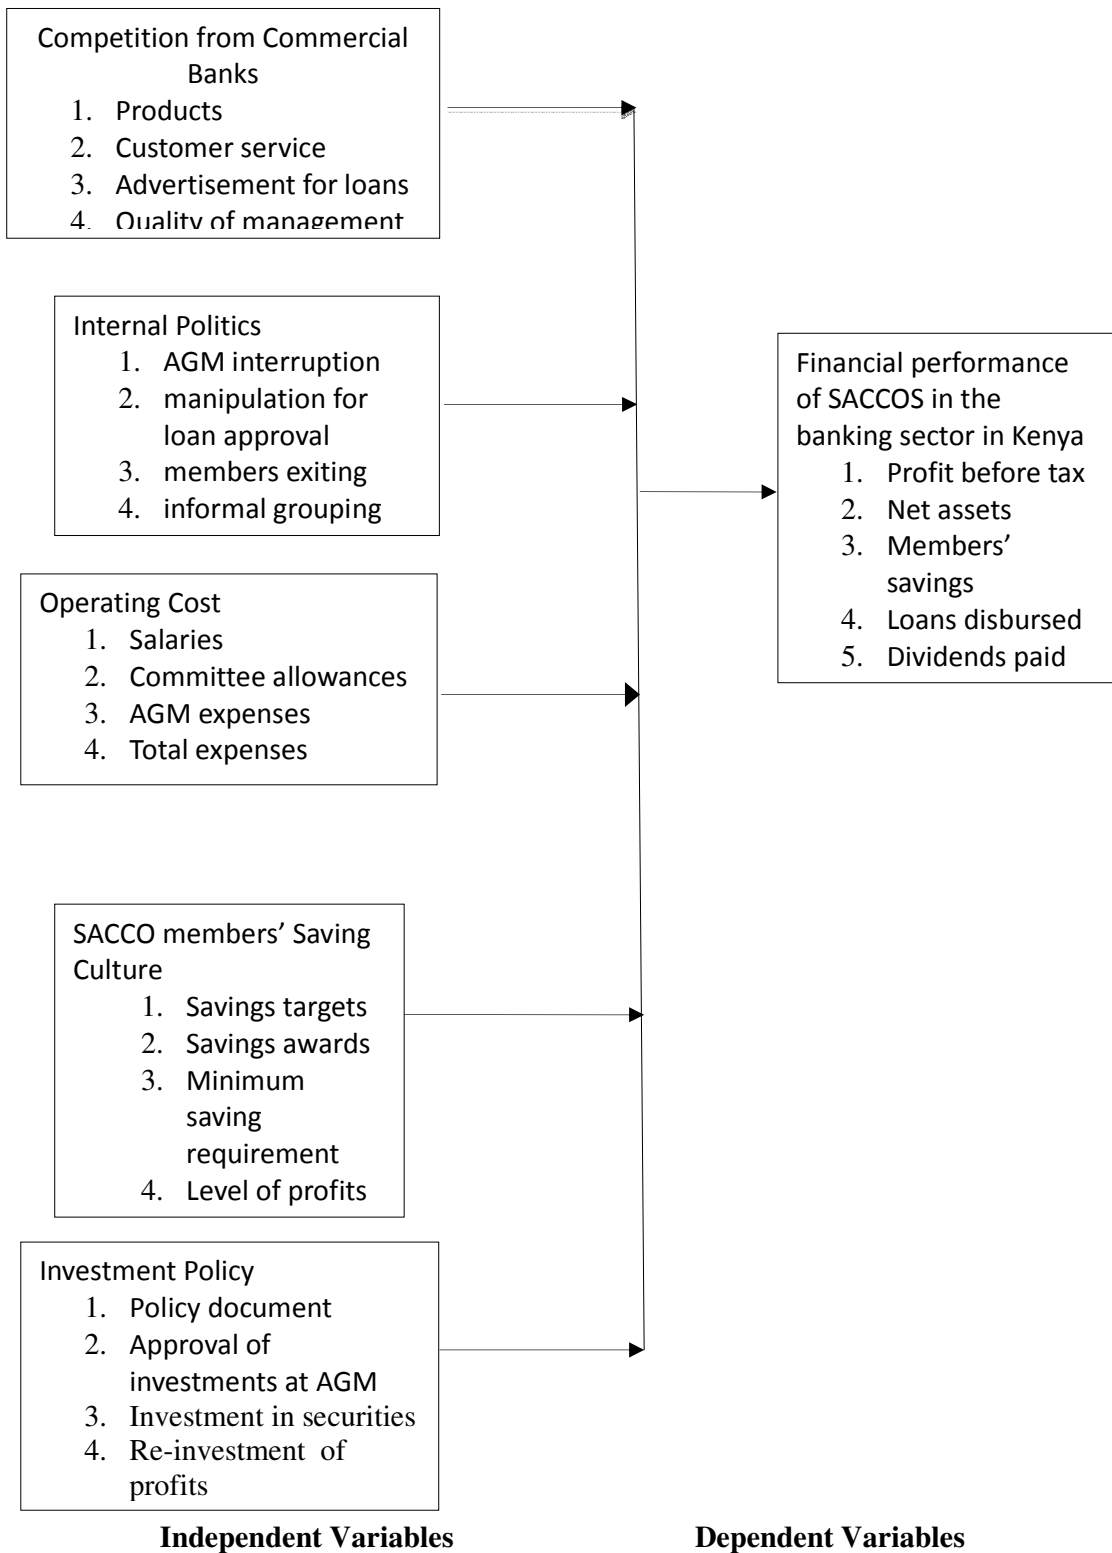 Competition from Commercial
Banks
1. Products
2. Customer service
3. Advertisement for loans
4. Quality of management
Internal Politics
1. AGM interruption
2. manipulation for
loan approval
3. members exiting
4. informal grouping
Operating Cost
1. Salaries
2. Committee allowances
3. AGM expenses
4. Total expenses
SACCO members’ Saving
Culture
1. Savings targets
2. Savings awards
3. Minimum
saving
requirement
4. Level of profits
Investment Policy
1. Policy document
2. Approval of
investments at AGM
3. Investment in securities
4. Re-investment of
profits
Financial performance
of SACCOS in the
banking sector in Kenya
1. Profit before tax
2. Net assets
3. Members’
savings
4. Loans disbursed
5. Dividends paid
Independent Variables
Dependent Variables